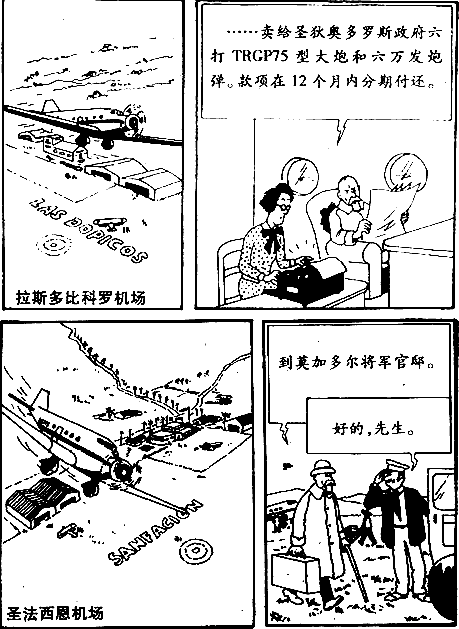 LAS DOPICOS
拉斯多比科罗机场
……卖给圣狄奥多罗斯政府六
打 TRGP75 型大炮和六万发炮
弹。款项在 12 个月内分期付还。
SANFACION
圣法西恩机场
到莫加多尔将军官邸。
好的,先生。